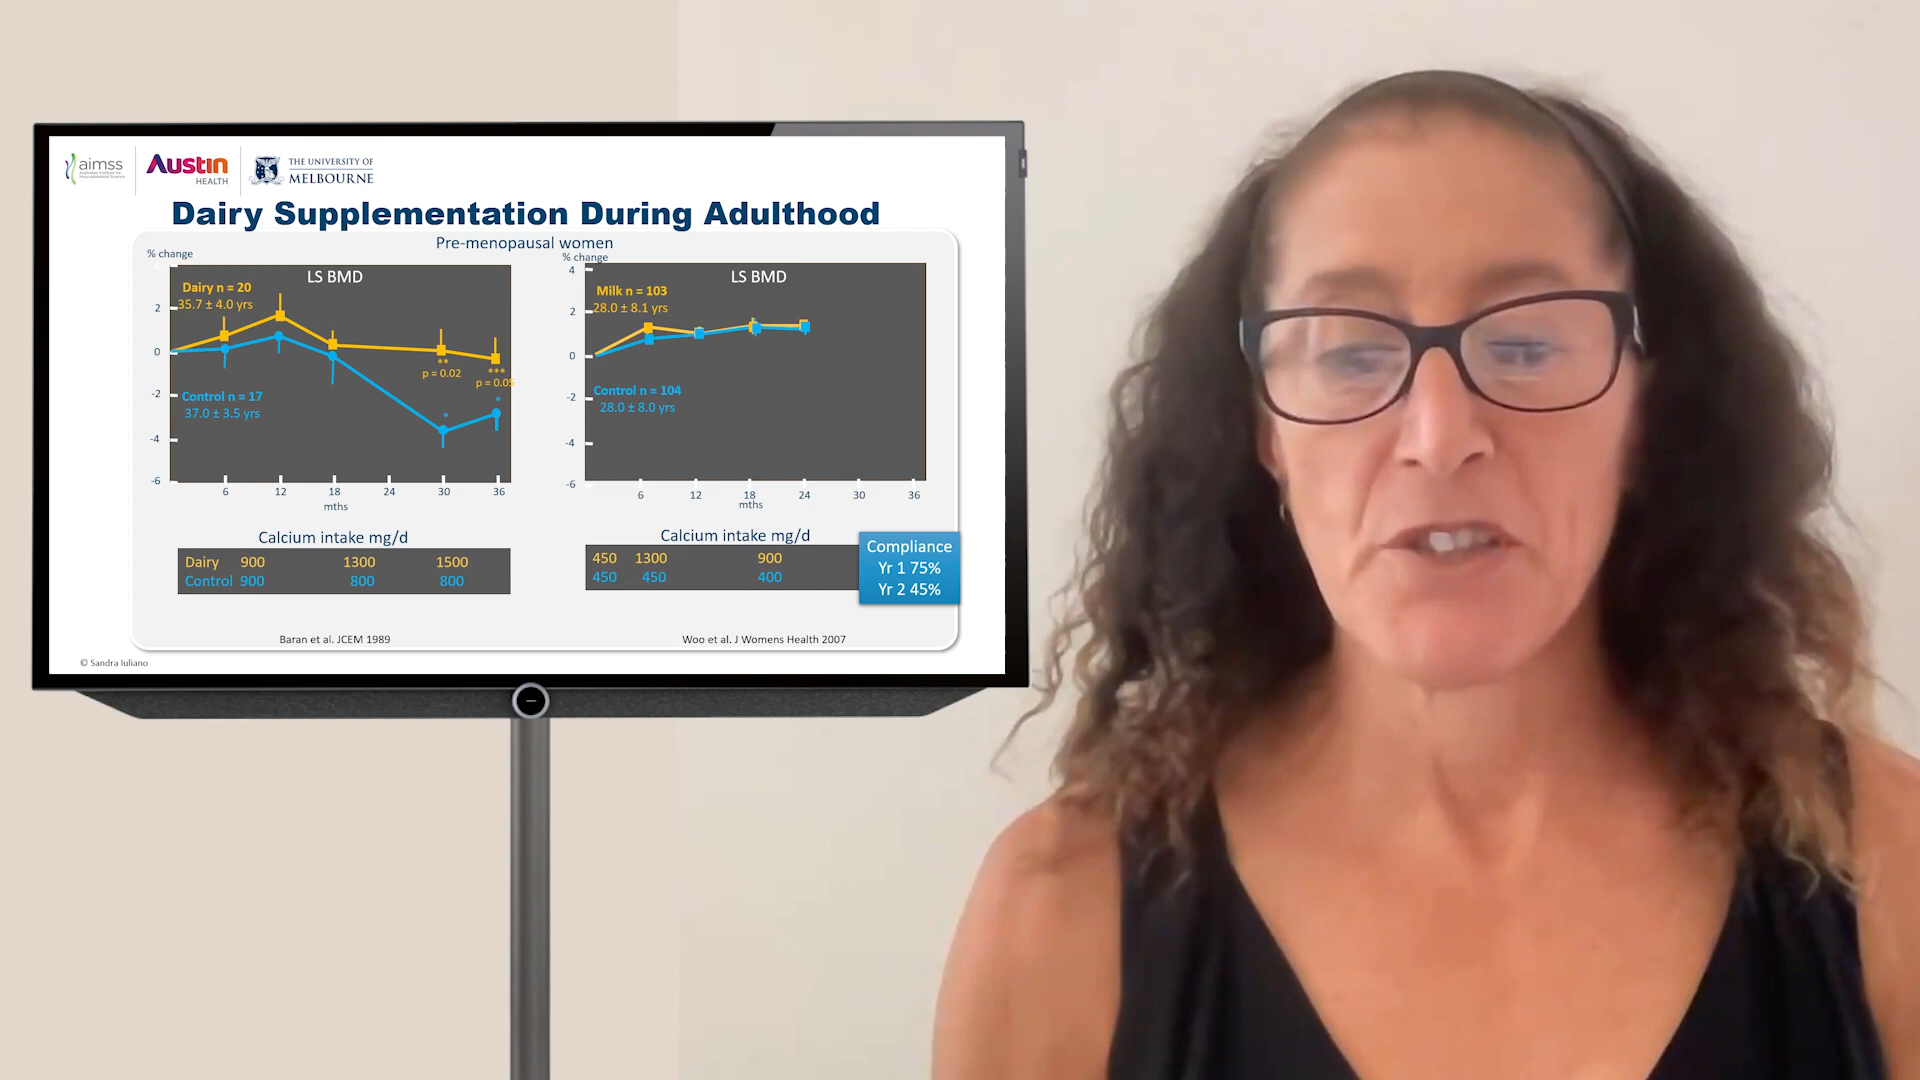 aimss
Austin
HEALTH
THE UNIVERSITY OF
MELBOURNE
Dairy Supplementation During Adulthood
Pre-menopausal women
% change
LS BMD
Dairy n = 20
35.7 ± 4.0 yrs
2
0
-2
-4
-6
Control n = 17
37.0 ± 3.5 yrs
**
p = 0.02
***
p = 0.05
*
*
6 12 18 24 30 36
mths
Calcium intake mg/d
Dairy 900 1300 1500
Control 900 800 800
Baran et al. JCEM 1989
% change
LS BMD
4
2
0
-2
-4
-6
Milk n = 103
28.0 ± 8.1 yrs
Control n = 104
28.0 ± 8.0 yrs
6 12 18 24 30 36
mths
Calcium intake mg/d
450 1300 900
450 450 400
Compliance
Yr 1 75%
Yr 2 45%
Woo et al. J Womens Health 2007
© Sandra Iuliano